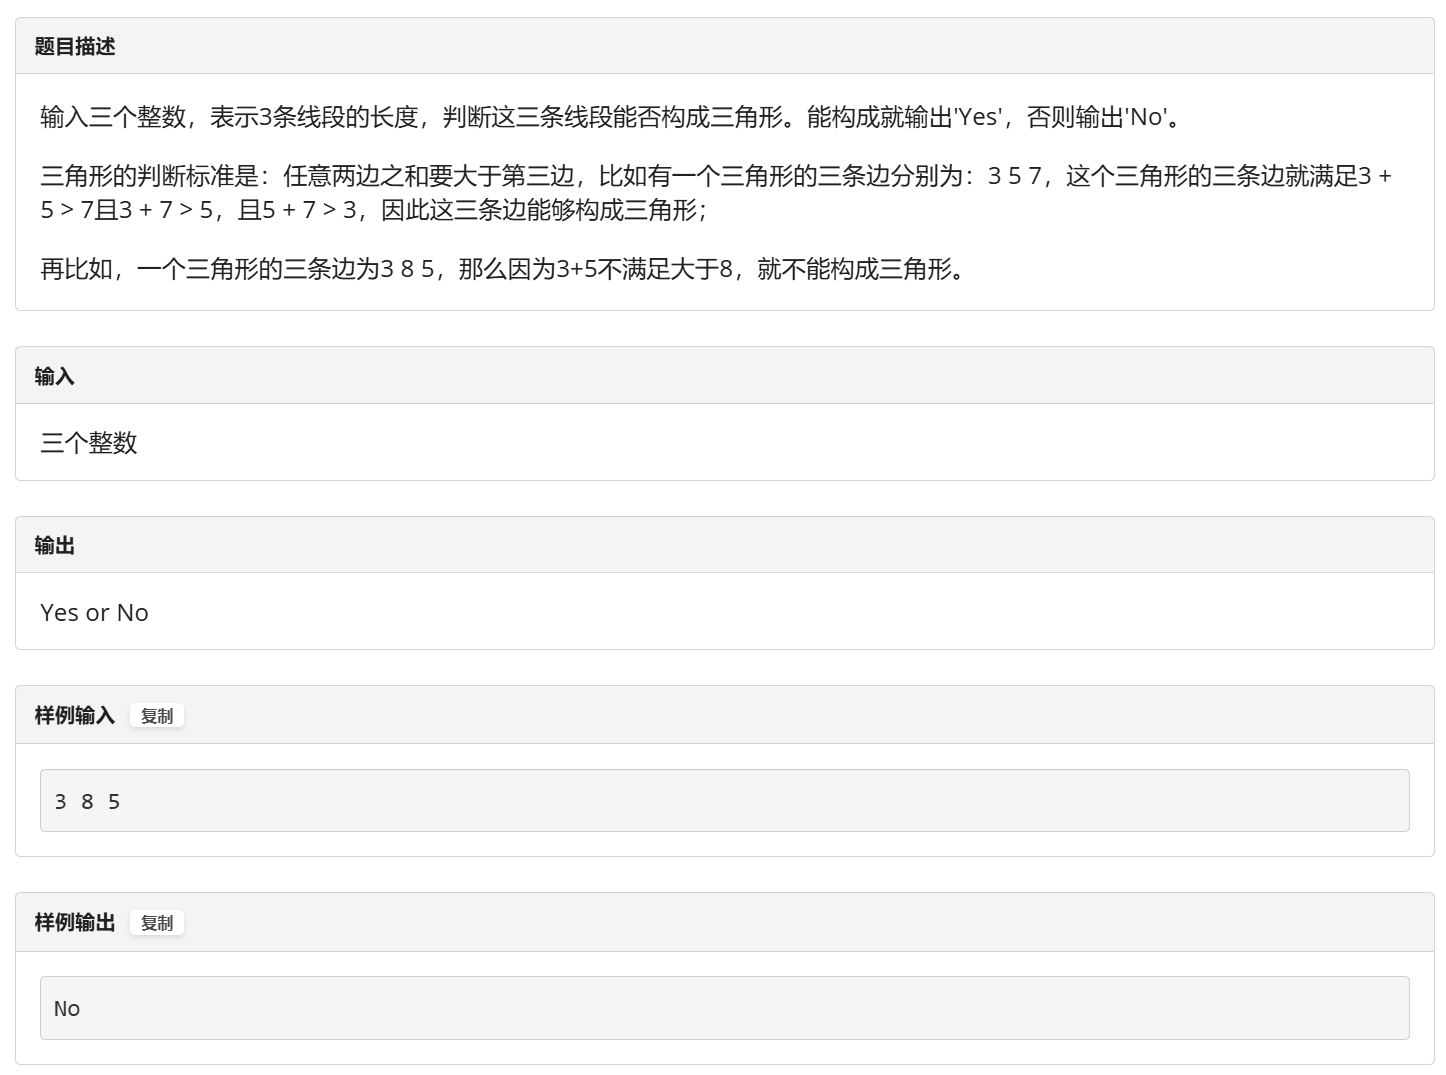 题目描述
输入三个整数，表示3条线段的长度，判断这三条线段能否构成三角形。能构成就输出'Yes'，否则输出'No'。
三角形的判断标准是：任意两边之和要大于第三边，比如有一个三角形的三条边分别为：3 5 7，这个三角形的三条边就满足3 +
5 > 7且3 + 7 > 5，且5 + 7 > 3，因此这三条边能够构成三角形；
再比如，一个三角形的三条边为3 8 5，那么因为3+5不满足大于8，就不能构成三角形。
输入
三个整数
输出
Yes or No
样例输入 复制
3 8 5
样例输出 复制
No